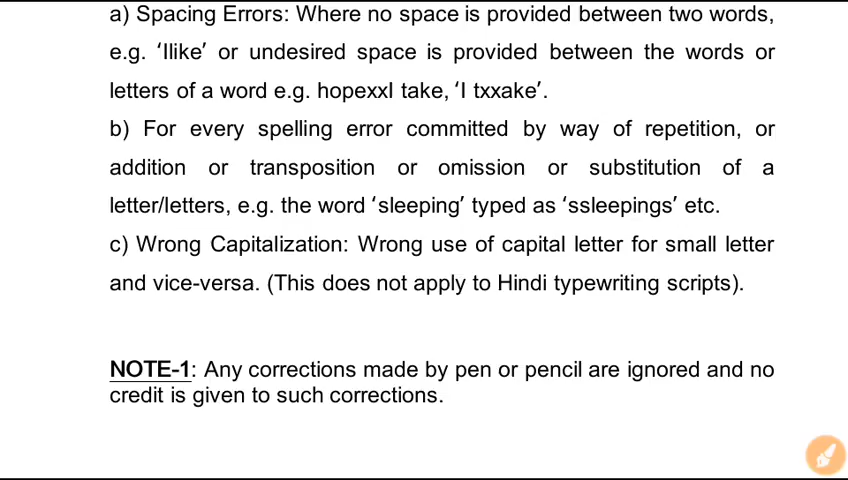 a) Spacing Errors: Where no space is provided between two words,
e.g. ‘Ilike’ or undesired space is provided between the words or
letters of a word e.g. hopexxI take, ‘I txxake’.
b) For every spelling error committed by way of repetition, or
addition or transposition or omission or substitution of a
letter/letters, e.g. the word ‘sleeping’ typed as ‘ssleepings’ etc.
c) Wrong Capitalization: Wrong use of capital letter for small letter
and vice-versa. (This does not apply to Hindi typewriting scripts).
NOTE-1: Any corrections made by pen or pencil are ignored and no
credit is given to such corrections.